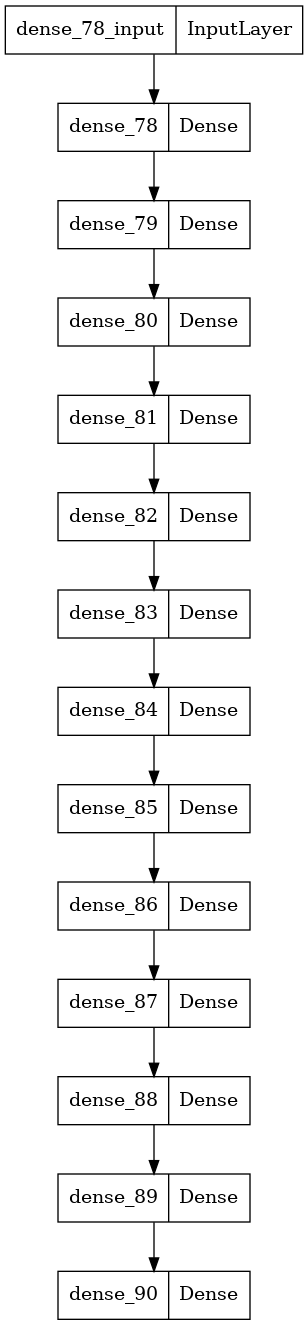 dense_78_input InputLayer
dense_78 Dense
dense_79 Dense
dense_80 Dense
dense_81 Dense
dense_82 Dense
dense_83 Dense
dense_84 Dense
dense_85 Dense
dense_86 Dense
dense_87 Dense
dense_88 Dense
dense_89 Dense
dense_90 Dense